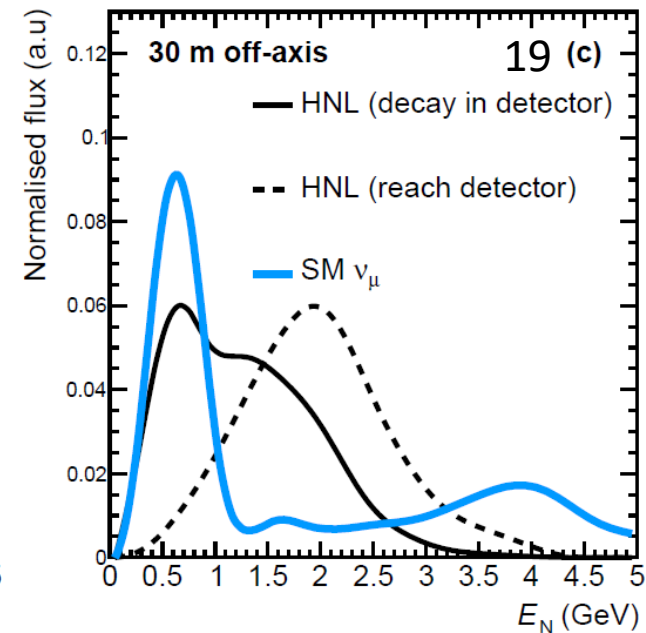 30 m off-axis 19 (c)
HNL (decay in detector)
HNL (reach detector)
SM νμ
Normalised flux (a.u)
0.12
0.1
0.08
0.06
0.04
0.02
0
0 0.5 1 1.5 2 2.5 3 3.5 4 4.5 5
E_N (GeV)